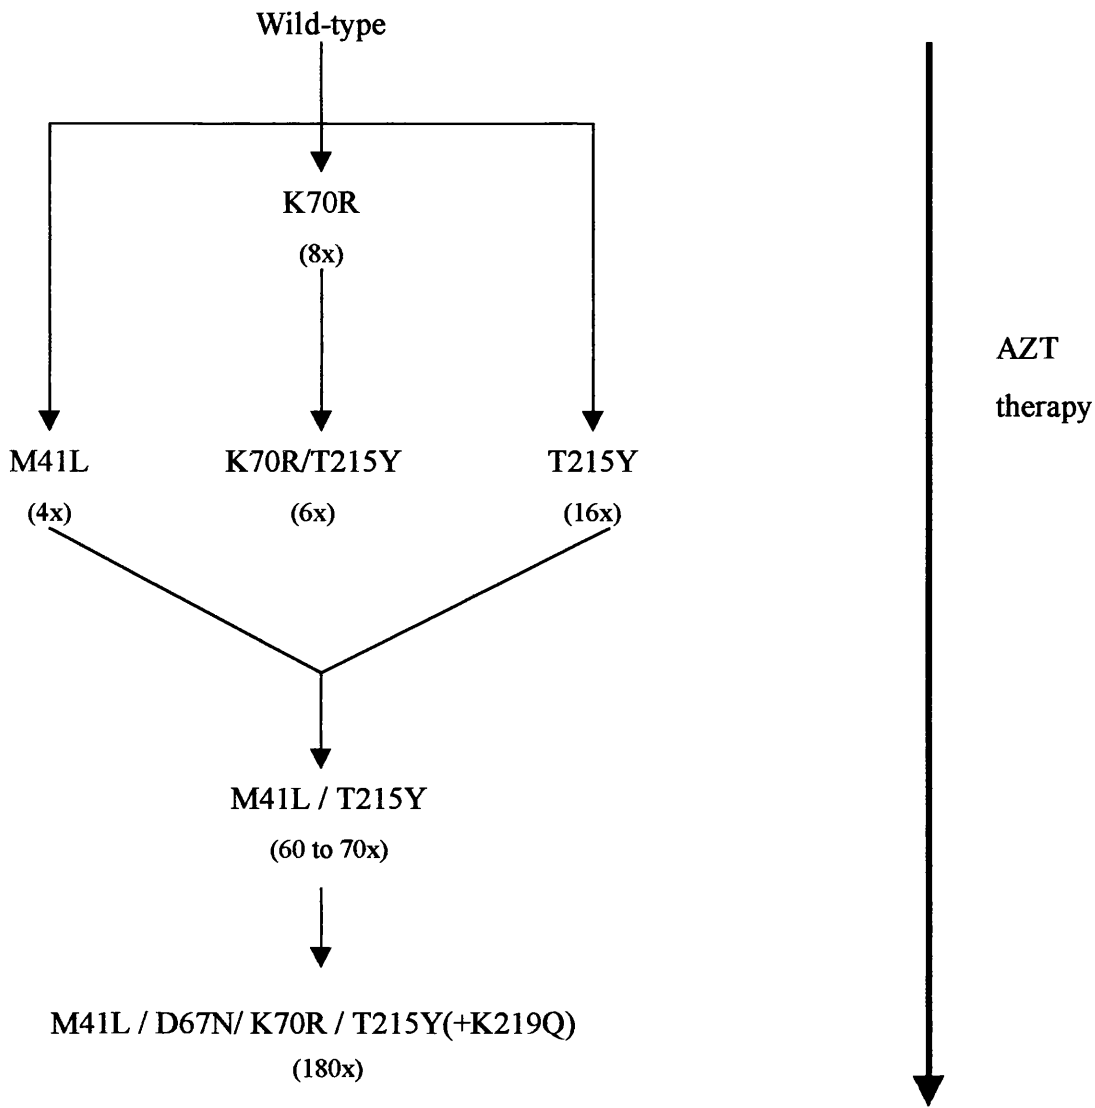 Wild-type
K70R
(8x)
AZT
therapy
M41L K70R/T215Y T215Y
(4x) (6x) (16x)
M41L / T215Y
(60 to 70x)
M41L / D67N/ K70R / T215Y(+K219Q)
(180x)